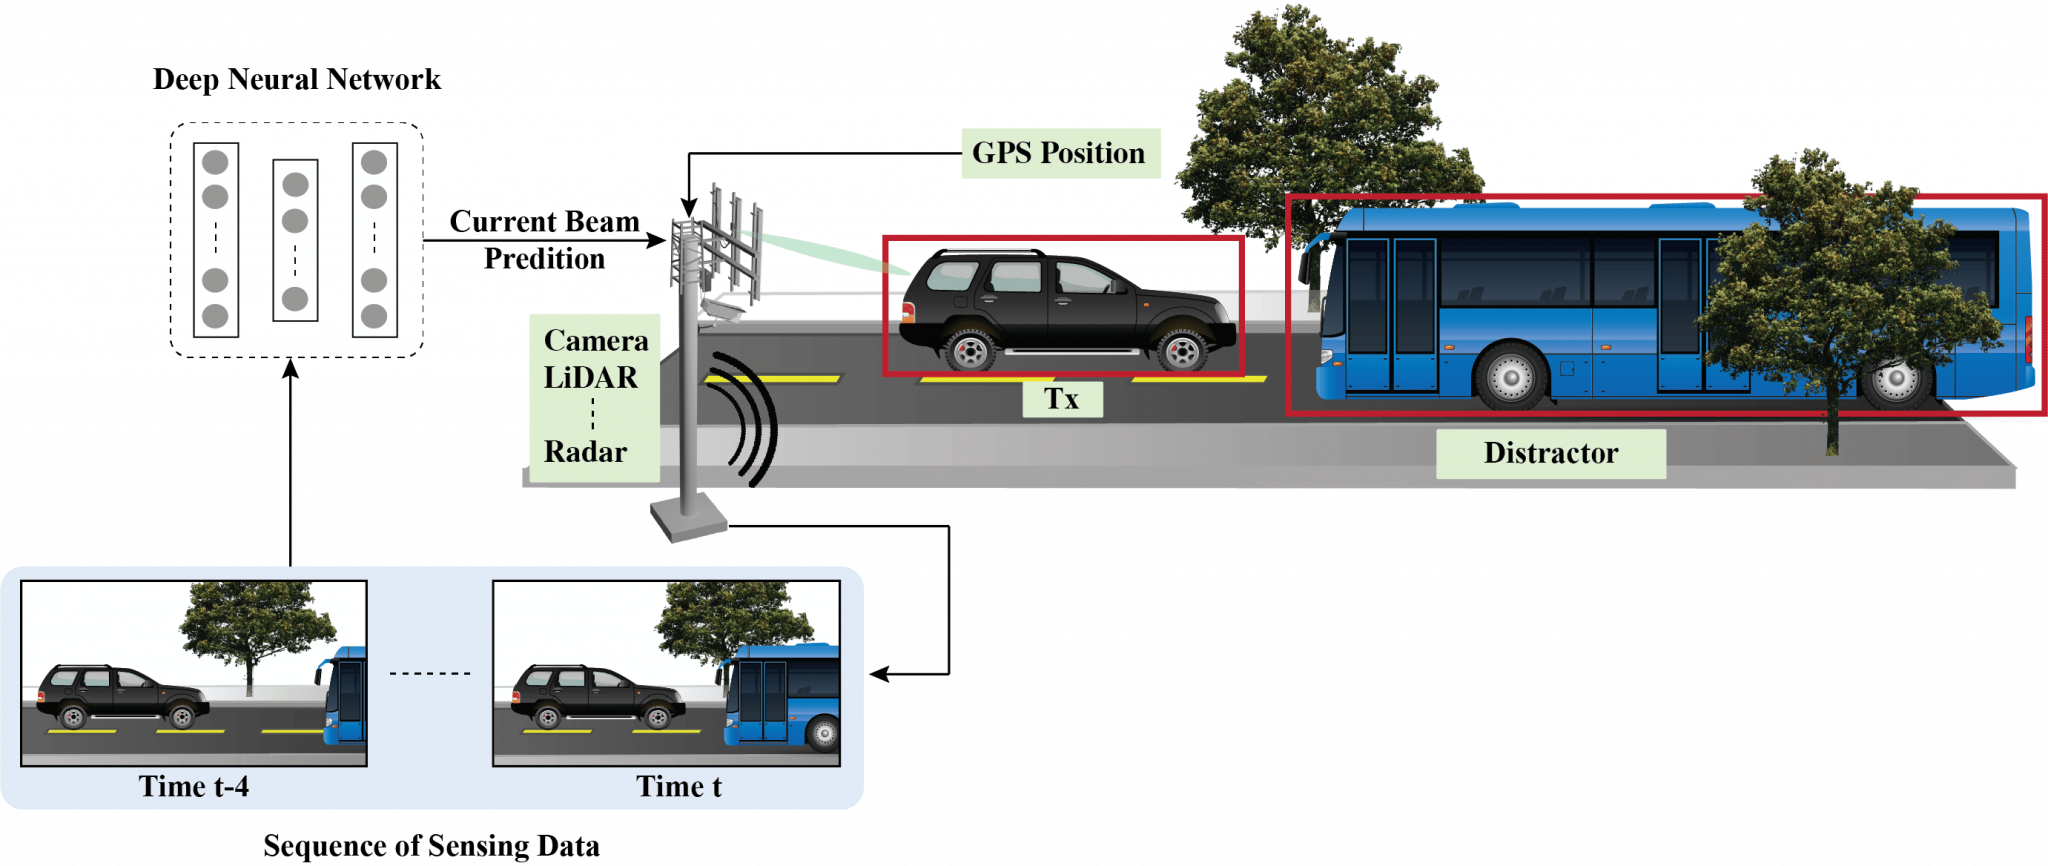 Deep Neural Network
GPS Position
Current Beam
Predition
Camera
LiDAR
Radar
Tx
Distractor
Time t-4
Time t
Sequence of Sensing Data